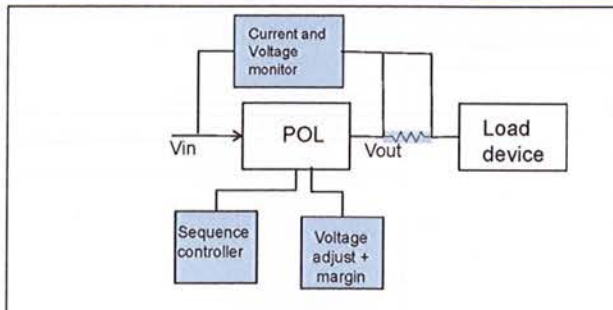 Current and
Voltage
monitor
Vin
POL
Vout
Load
device
Sequence
controller
Voltage
adjust +
margin